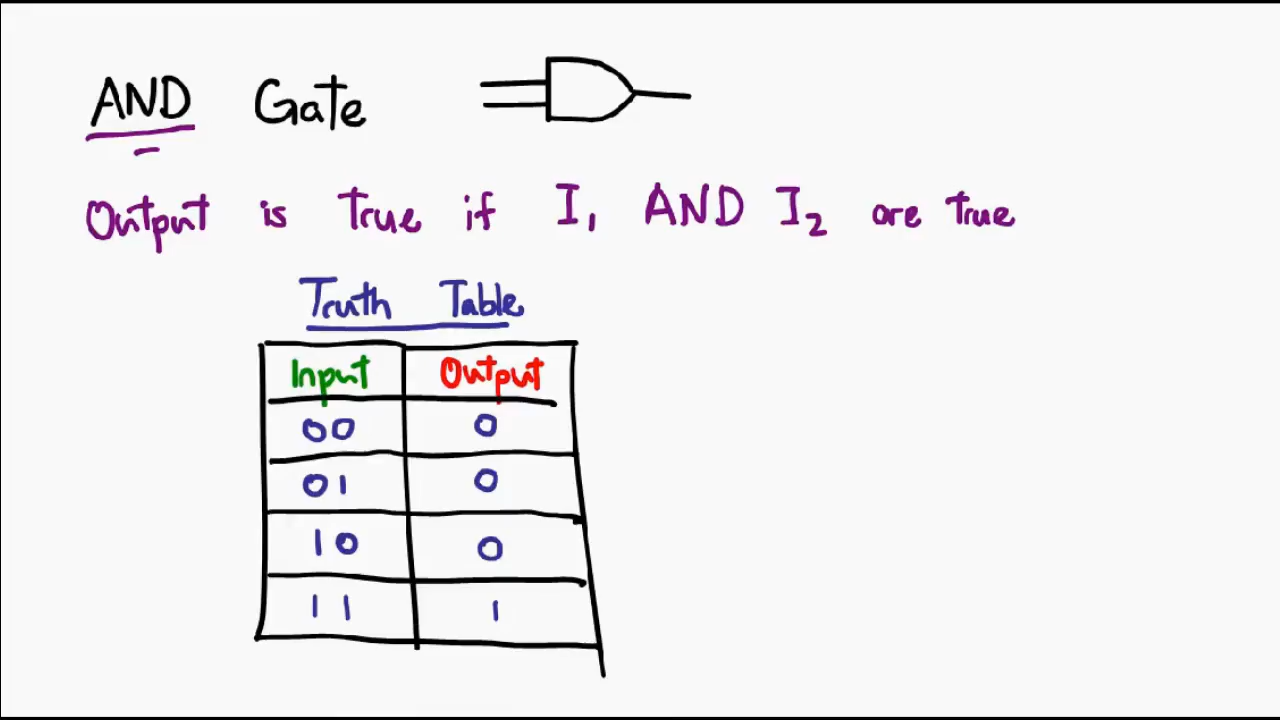 AND Gate
Output is true if I₁ AND I₂ are true
Truth Table
Input Output
00 0
01 0
10 0
11 1